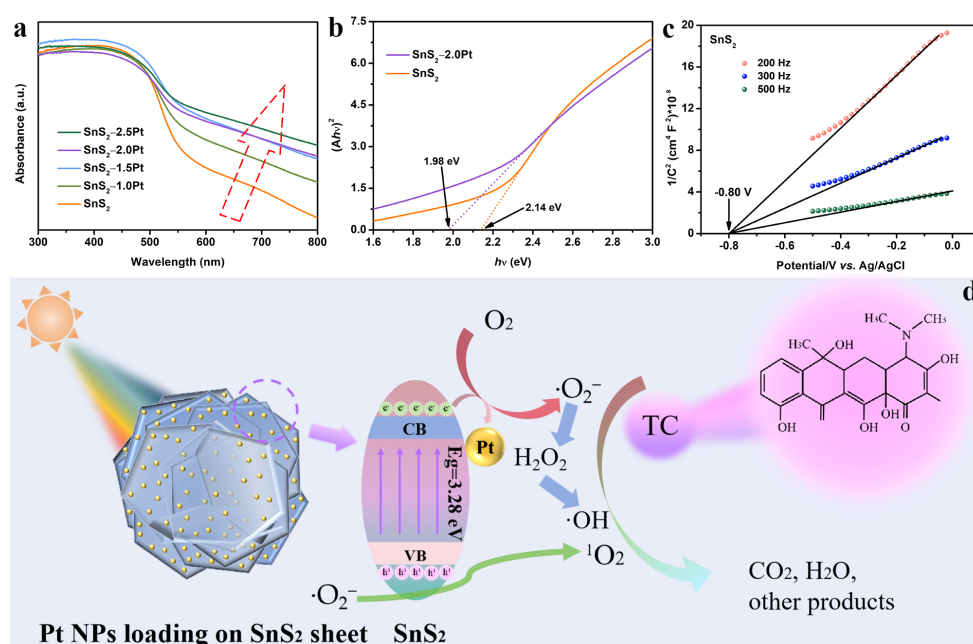 a
Absorbance (a.u.)
SnS₂−2.5Pt
SnS₂−2.0Pt
SnS₂−1.5Pt
SnS₂−1.0Pt
SnS₂
300 400 500 600 700 800
Wavelength (nm)
b
(Ahν)²
7.5
6.0
4.5
3.0
1.5
0.0
SnS₂−2.0Pt
SnS₂
1.98 eV
2.14 eV
1.6 1.8 2.0 2.2 2.4 2.6 2.8 3.0
hν (eV)
c
1/C² (cm⁴ F⁻²)*10⁻⁸
20
16
12
8
4
0
SnS₂
200 Hz
300 Hz
500 Hz
-0.80 V
-0.8 -0.6 -0.4 -0.2 0.0
Potential/V vs. Ag/AgCl
d
O₂
e⁻ e⁻ e⁻ e⁻ e⁻
CB
Pt
Eg=3.28 eV
VB
h⁺ h⁺ h⁺ h⁺ h⁺
·O₂⁻
H₂O₂
·OH
¹O₂
·O₂⁻
TC
H₃C
N
CH₃
H₃C
OH
OH
OH
O
OH
OH
O
CO₂, H₂O,
other products
Pt NPs loading on SnS₂ sheet
SnS₂